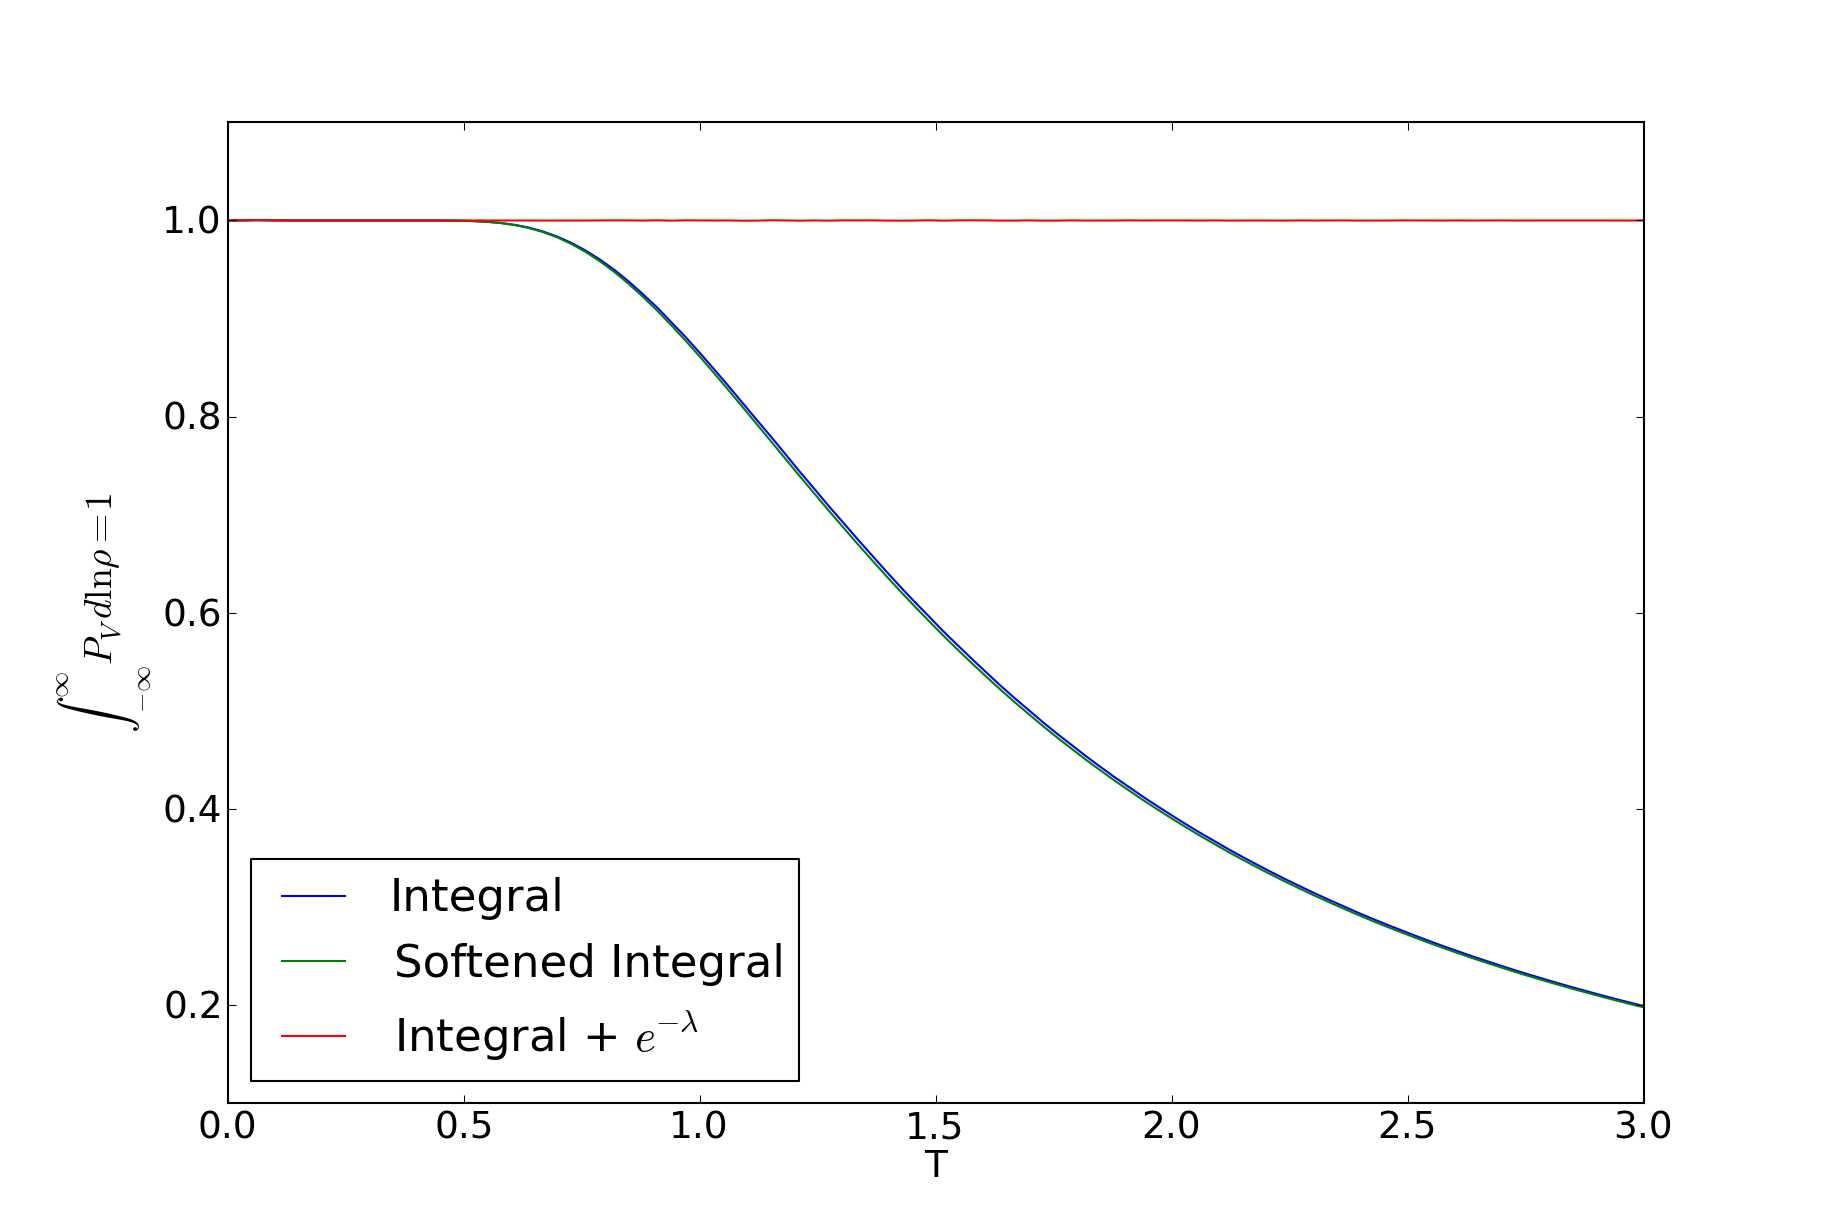 1.0
0.8
0.6
0.4
0.2
∫_{-∞}^{∞} P_V d ln ρ = 1
Integral
Softened Integral
Integral + e^{-λ}
0.0 0.5 1.0 1.5 2.0 2.5 3.0
T